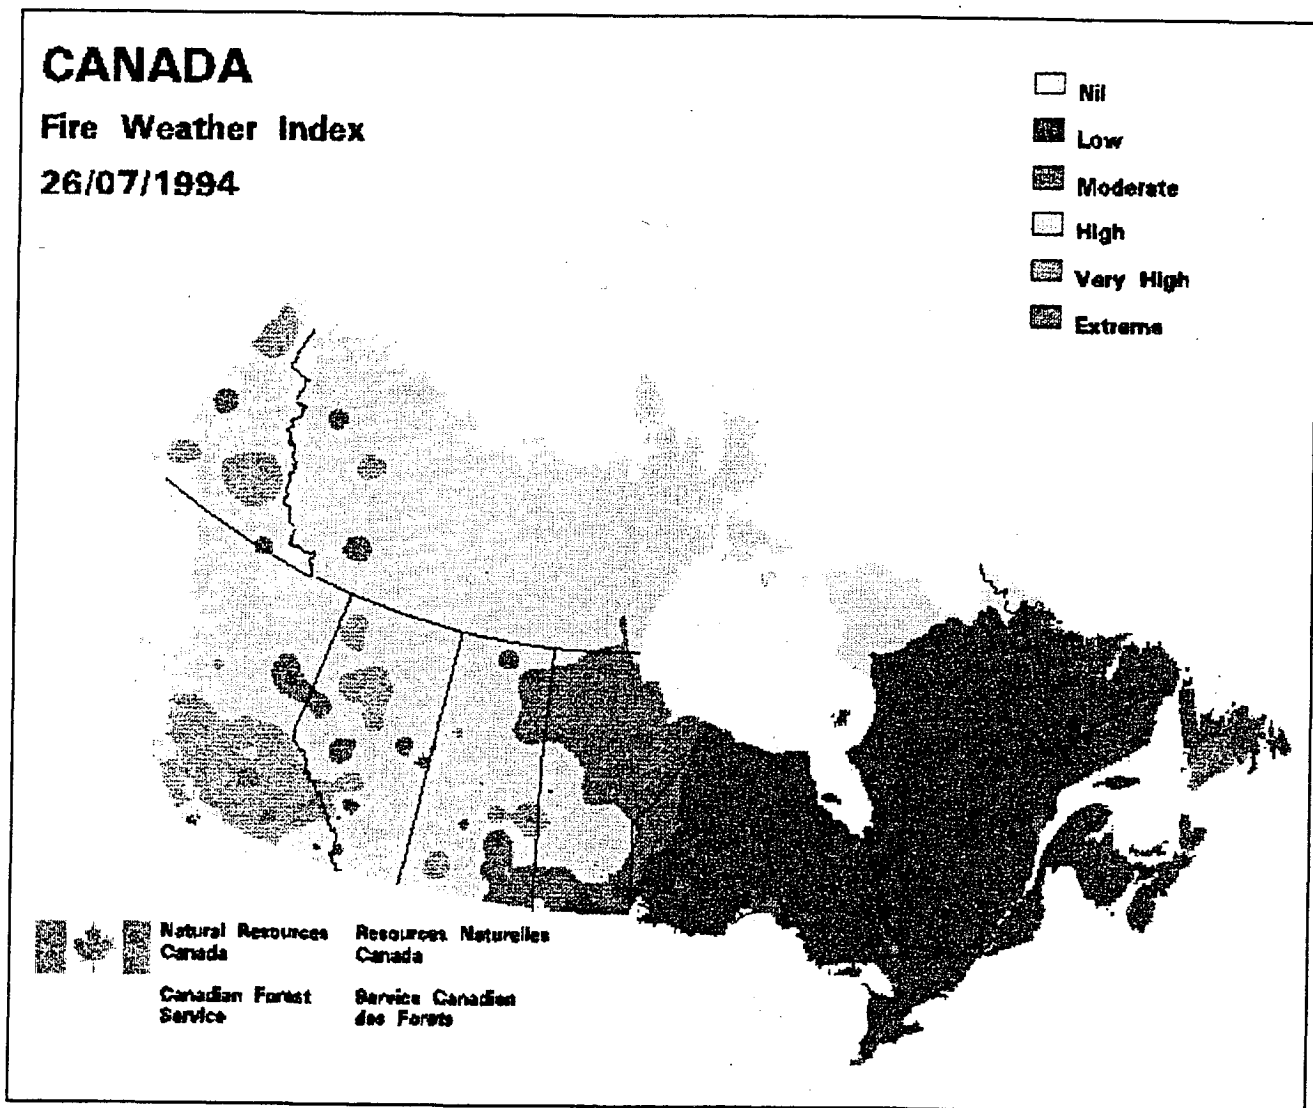 CANADA
Fire Weather Index
26/07/1994
Nil
Low
Moderate
High
Very High
Extreme
Natural Resources
Canada
Resources Naturelles
Canada
Canadian Forest
Service
Service Canadien
des Forets